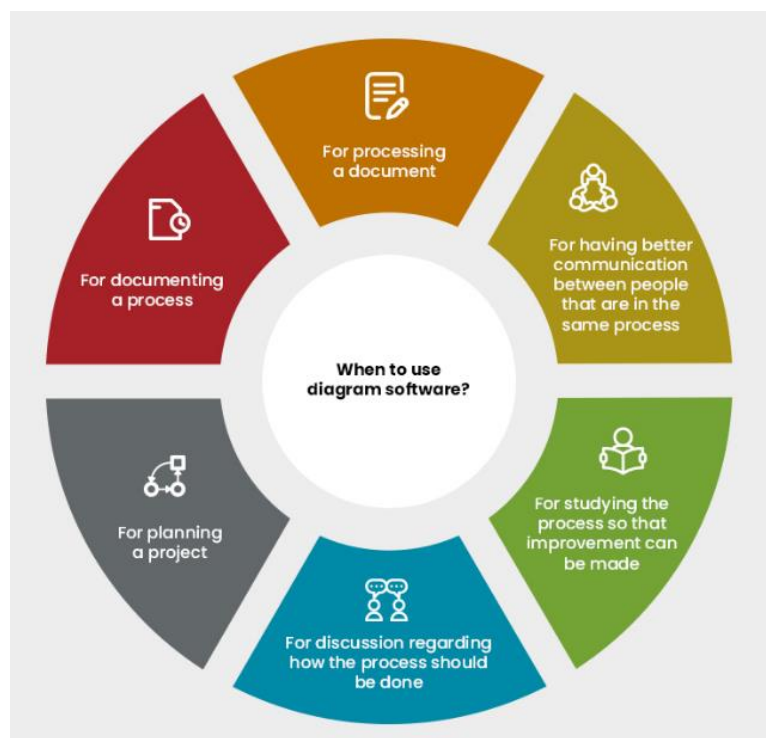 For processing
a document
For having better
communication
between people
that are in the
same process
For studying the
process so that
improvement can
be made
For discussion regarding
how the process should
be done
For planning
a project
For documenting
a process
When to use
diagram software?